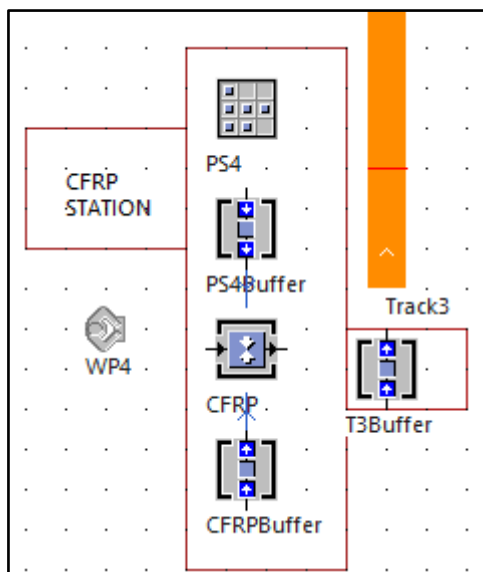 PS4
CFRP
STATION
PS4Buffer
Track3
WP4
CFRP
T3Buffer
CFRPBuffer